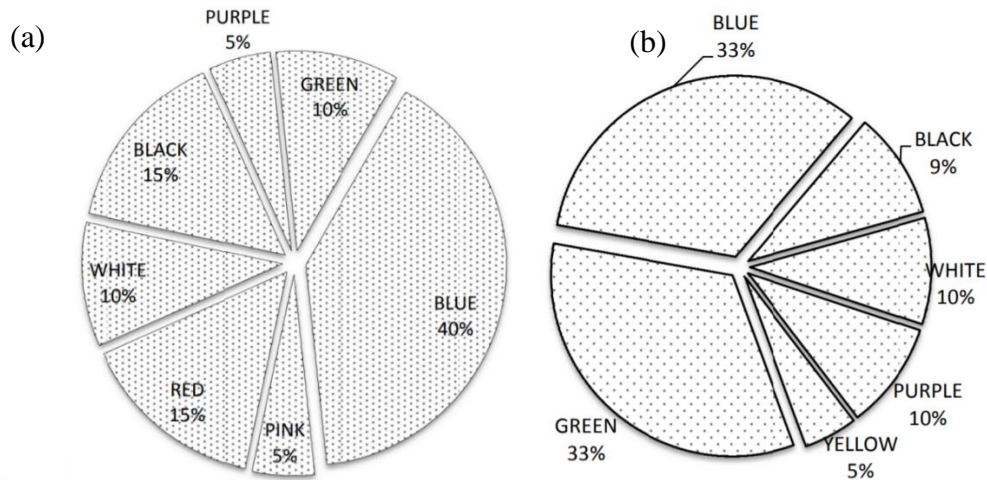 (a)
PURPLE
5%
GREEN
10%
BLUE
40%
PINK
5%
RED
15%
WHITE
10%
BLACK
15%
(b)
BLUE
33%
BLACK
9%
WHITE
10%
PURPLE
10%
YELLOW
5%
GREEN
33%